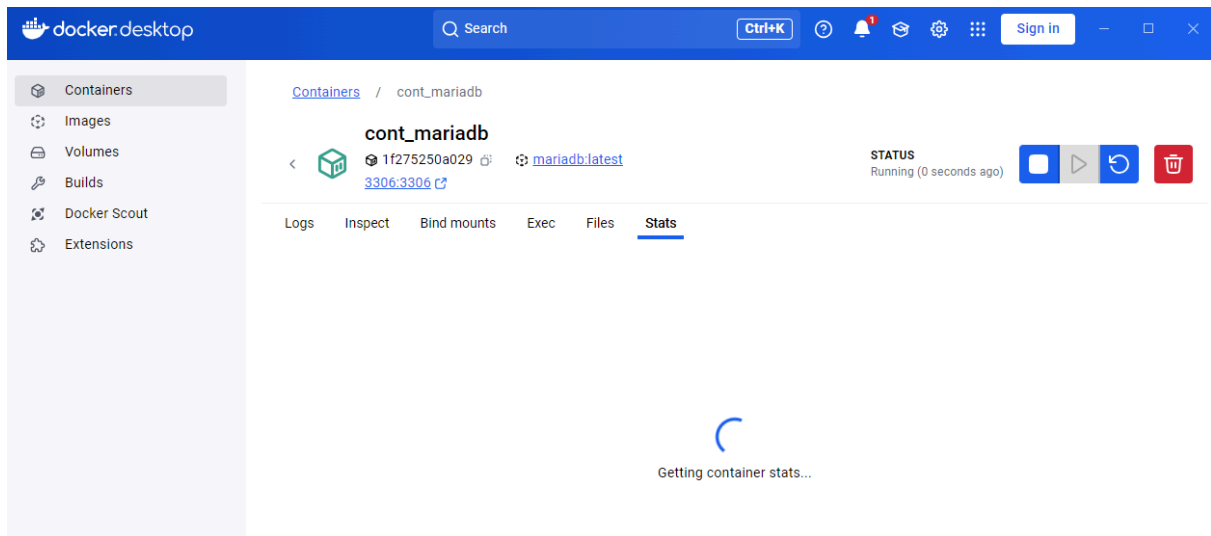 docker.desktop
Search
Ctrl+K
1
Sign in
Containers
Images
Volumes
Builds
Docker Scout
Extensions
Containers / cont_mariadb
cont_mariadb
1f275250a029
mariadb:latest
3306:3306
STATUS
Running (0 seconds ago)
Logs
Inspect
Bind mounts
Exec
Files
Stats
Getting container stats...